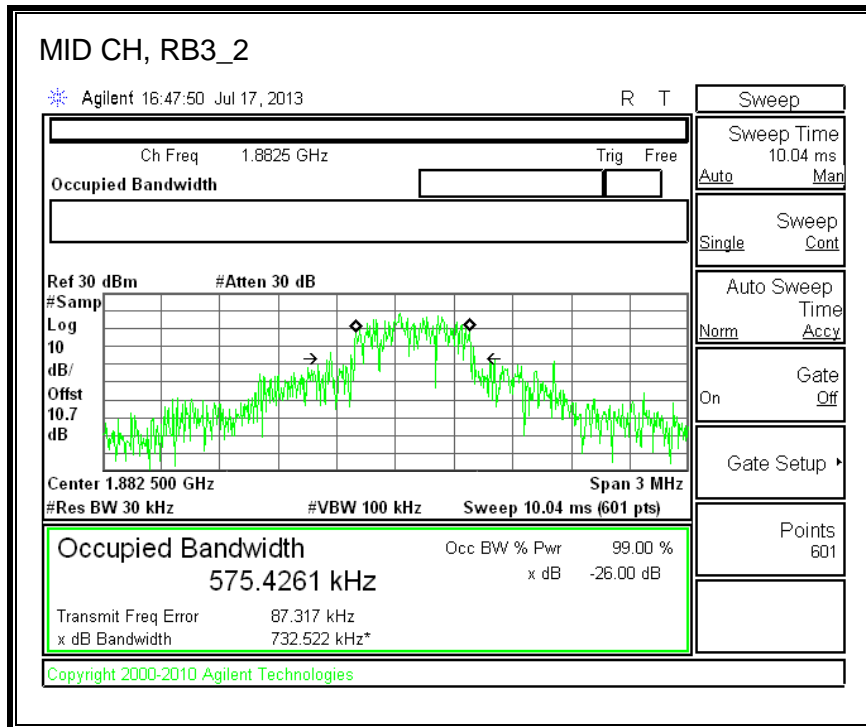 MID CH, RB3_2
Agilent 16:47:50 Jul 17, 2013 R T
Ch Freq 1.8825 GHz Trig Free
Occupied Bandwidth
Ref 30 dBm #Atten 30 dB
#Samp
Log
10
dB/
Offst
10.7
dB
Center 1.882 500 GHz Span 3 MHz
#Res BW 30 kHz #VBW 100 kHz Sweep 10.04 ms (601 pts)
Occupied Bandwidth Occ BW % Pwr 99.00 %
575.4261 kHz x dB -26.00 dB
Transmit Freq Error 87.317 kHz
x dB Bandwidth 732.522 kHz*
Copyright 2000-2010 Agilent Technologies
Sweep
Sweep Time
10.04 ms
Auto Man
Sweep
Single Cont
Auto Sweep
Time
Norm Accy
Gate
On Off
Gate Setup
Points
601